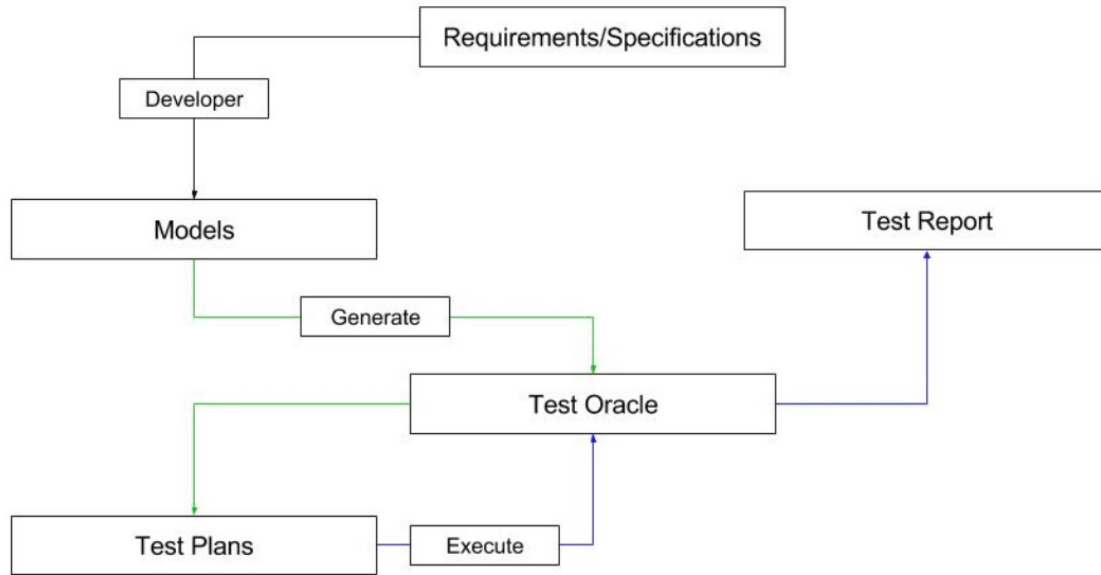 Requirements/Specifications
Developer
Models
Test Report
Generate
Test Oracle
Test Plans
Execute